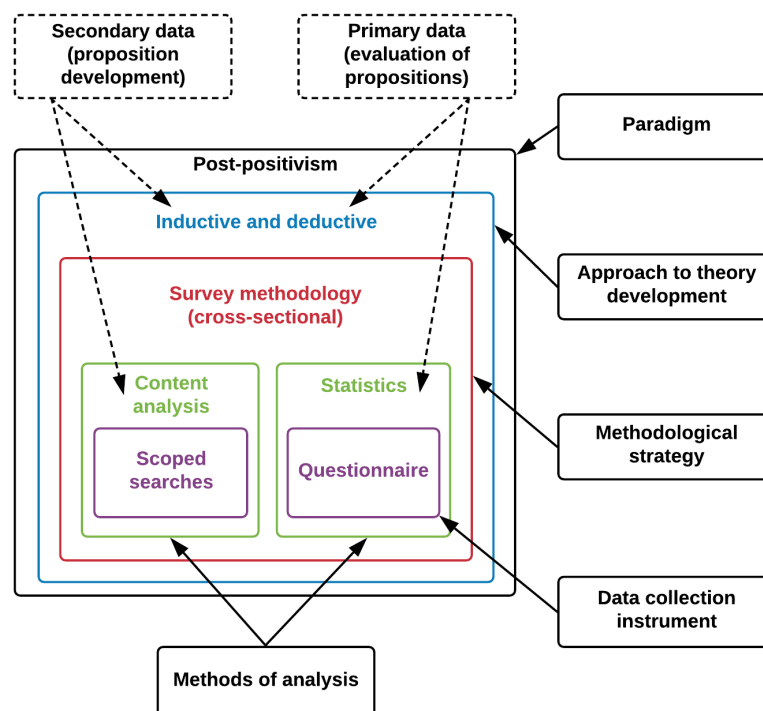 Secondary data
(proposition
development)
Primary data
(evaluation of
propositions)
Paradigm
Post-positivism
Inductive and deductive
Approach to theory
development
Survey methodology
(cross-sectional)
Content
analysis
Statistics
Methodological
strategy
Scoped
searches
Questionnaire
Data collection
instrument
Methods of analysis